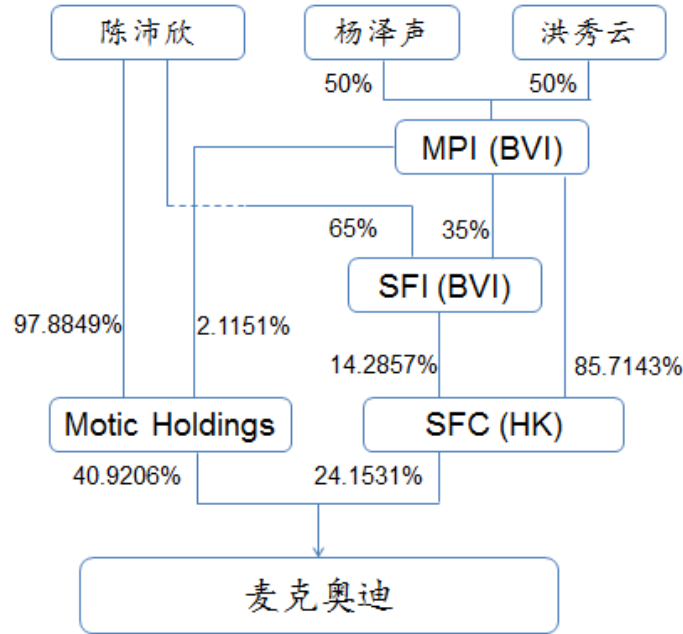 陈沛欣
杨泽声
洪秀云
50%
50%
MPI (BVI)
65%
35%
SFI (BVI)
97.8849%
2.1151%
14.2857%
85.7143%
Motic Holdings
SFC (HK)
40.9206%
24.1531%
麦克奥迪